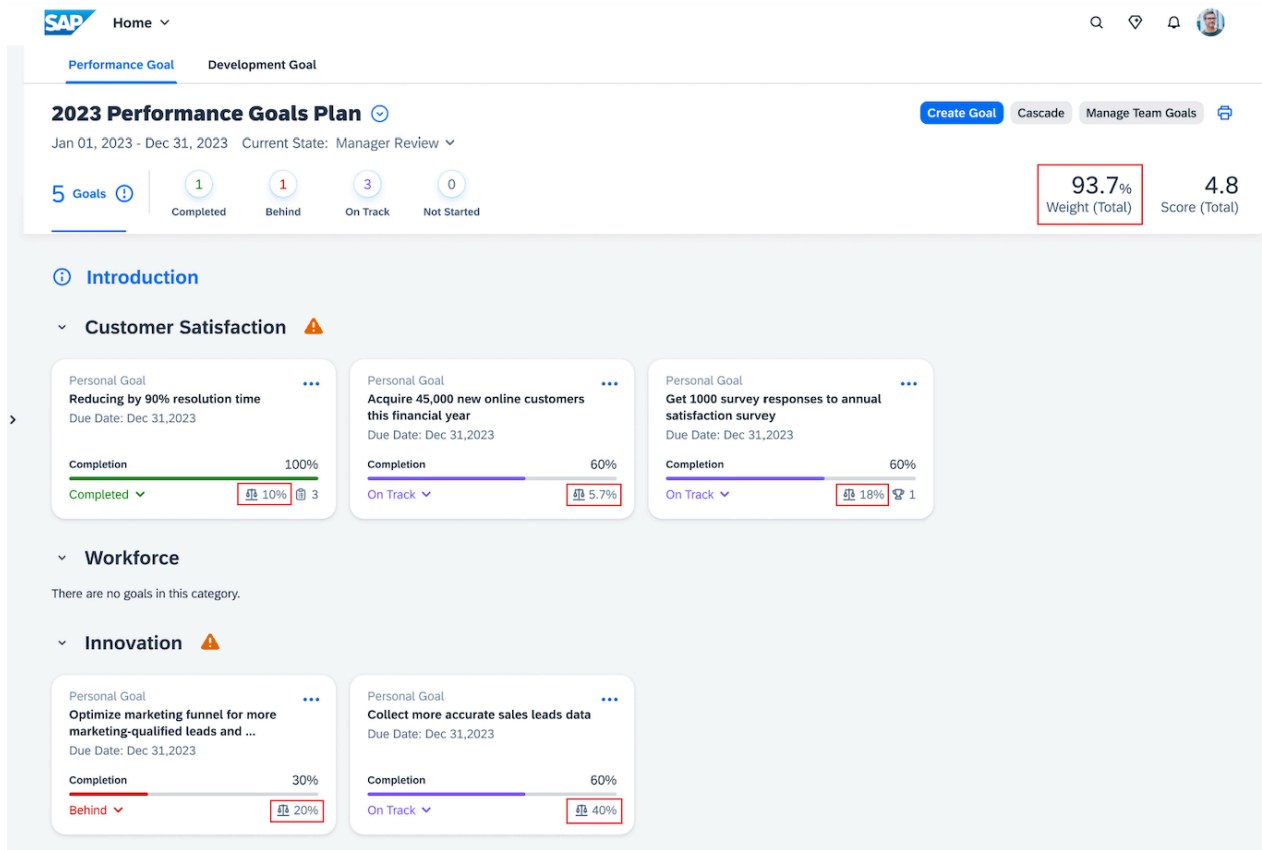 SAP Home
Performance Goal Development Goal
2023 Performance Goals Plan
Create Goal Cascade Manage Team Goals
Jan 01, 2023 - Dec 31, 2023 Current State: Manager Review
5 Goals
1 1 3 0
Completed Behind On Track Not Started
93.7% 4.8
Weight (Total) Score (Total)
Introduction
Customer Satisfaction
Personal Goal
Reducing by 90% resolution time
Due Date: Dec 31,2023
Completion 100%
Completed 10% 3
Personal Goal
Acquire 45,000 new online customers
this financial year
Due Date: Dec 31,2023
Completion 60%
On Track 5.7%
Personal Goal
Get 1000 survey responses to annual
satisfaction survey
Due Date: Dec 31,2023
Completion 60%
On Track 18% 1
Workforce
There are no goals in this category.
Innovation
Personal Goal
Optimize marketing funnel for more
marketing-qualified leads and ...
Due Date: Dec 31,2023
Completion 30%
Behind 20%
Personal Goal
Collect more accurate sales leads data
Due Date: Dec 31,2023
Completion 60%
On Track 40%